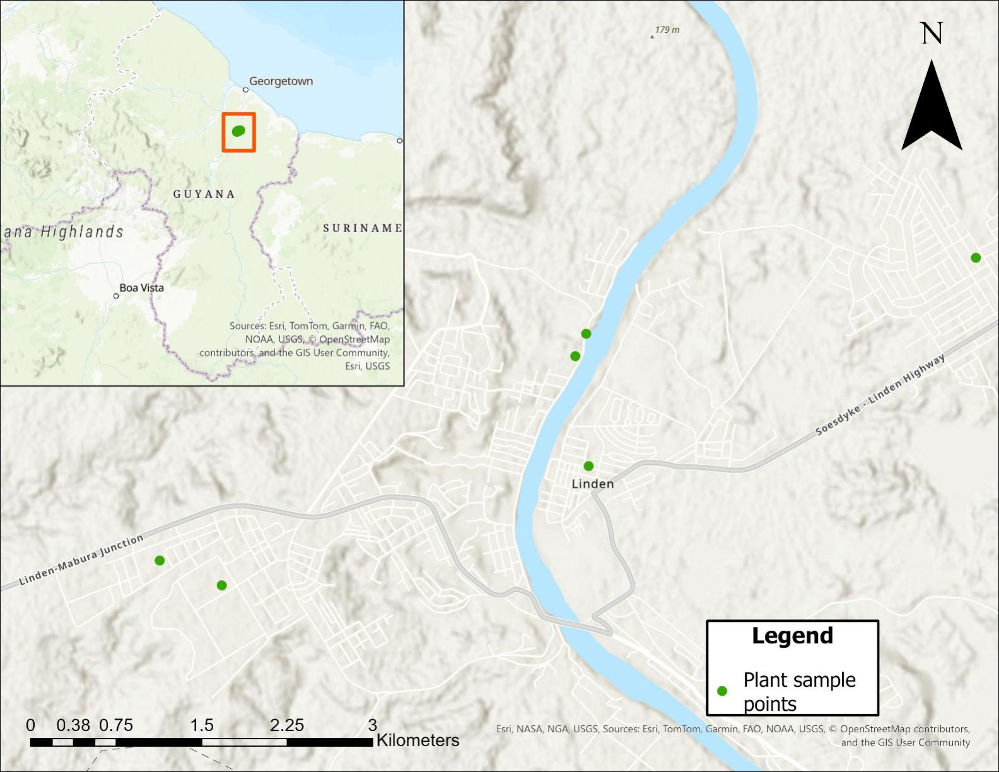 Georgetown
GUYANA
SURINAME
ana Highlands
Boa Vista
Sources: Esri, TomTom, Garmin, FAO,
NOAA, USGS, © OpenStreetMap
contributors, and the GIS User Community,
Esri, USGS
179 m
N
Soesdyke - Linden Highway
Linden
Linden-Mabura Junction
Legend
Plant sample
points
0 0.38 0.75 1.5 2.25 3
Kilometers
Esri, NASA, NGA, USGS, Sources: Esri, TomTom, Garmin, FAO, NOAA, USGS, © OpenStreetMap contributors,
and the GIS User Community